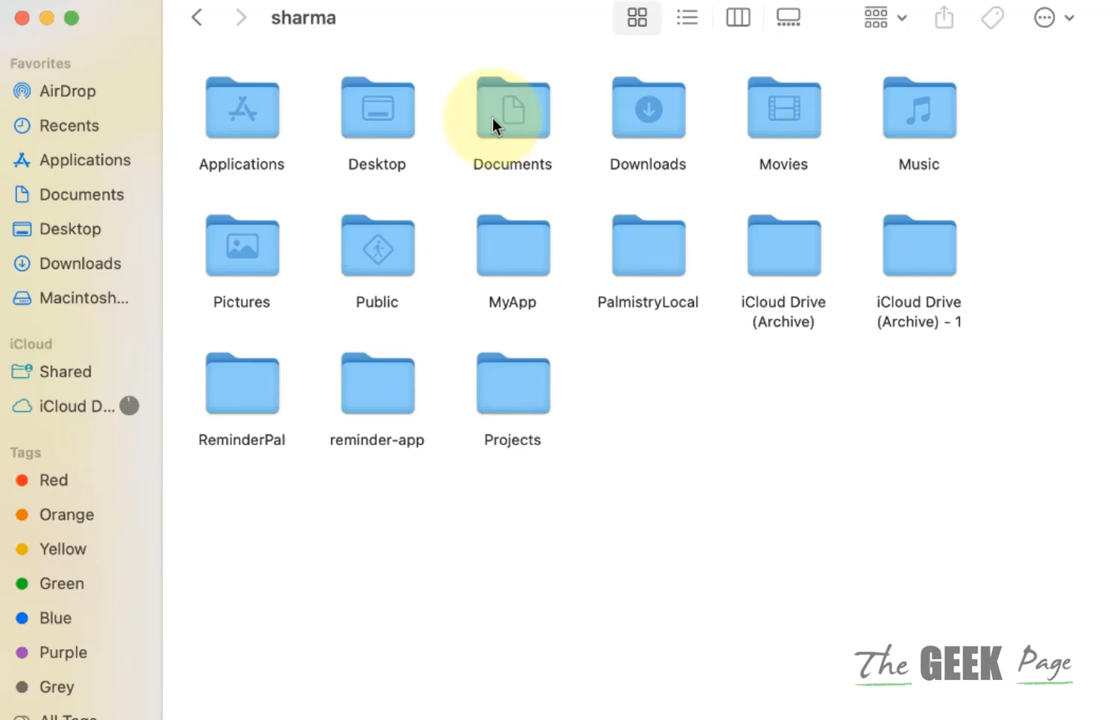 sharma
Favorites
AirDrop
Recents
Applications
Documents
Desktop
Downloads
Macintosh...
iCloud
Shared
iCloud D...
Tags
Red
Orange
Yellow
Green
Blue
Purple
Grey
All Tags...
Applications
Desktop
Documents
Downloads
Movies
Music
Pictures
Public
MyApp
PalmistryLocal
iCloud Drive
(Archive)
iCloud Drive
(Archive) - 1
ReminderPal
reminder-app
Projects
The GEEK Page